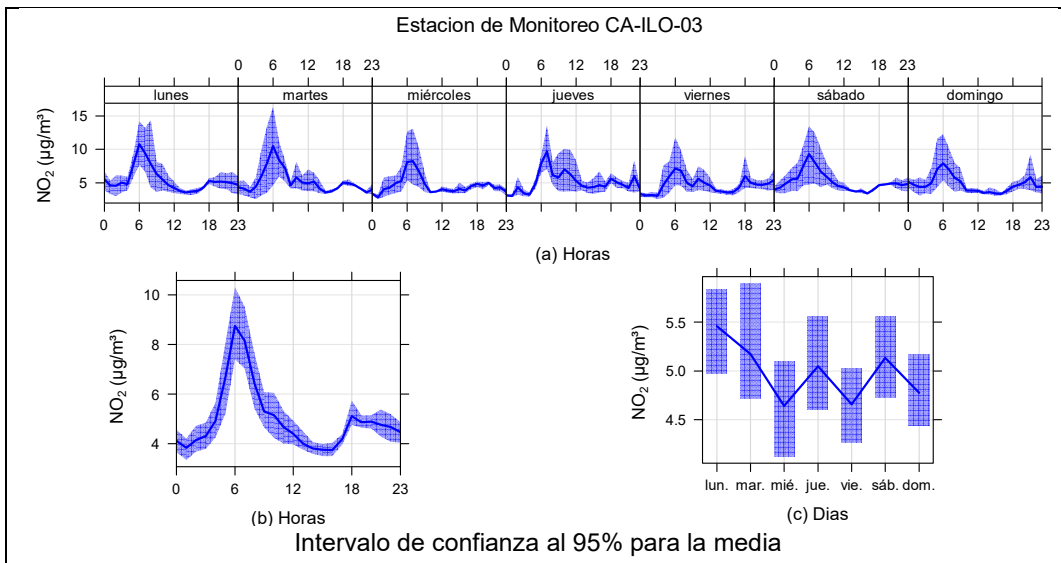 Estacion de Monitoreo CA-ILO-03
0 6 12 18 23 0 6 12 18 23 0 6 12 18 23
lunes martes miércoles jueves viernes sábado domingo
NO₂ (µg/m³)
15
10
5
0 6 12 18 23 0 6 12 18 23 0 6 12 18 23 0 6 12 18 23
(a) Horas
NO₂ (µg/m³)
10
8
6
4
0 6 12 18 23
(b) Horas
NO₂ (µg/m³)
5.5
5.0
4.5
lun. mar. mié. jue. vie. sáb. dom.
(c) Dias
Intervalo de confianza al 95% para la media